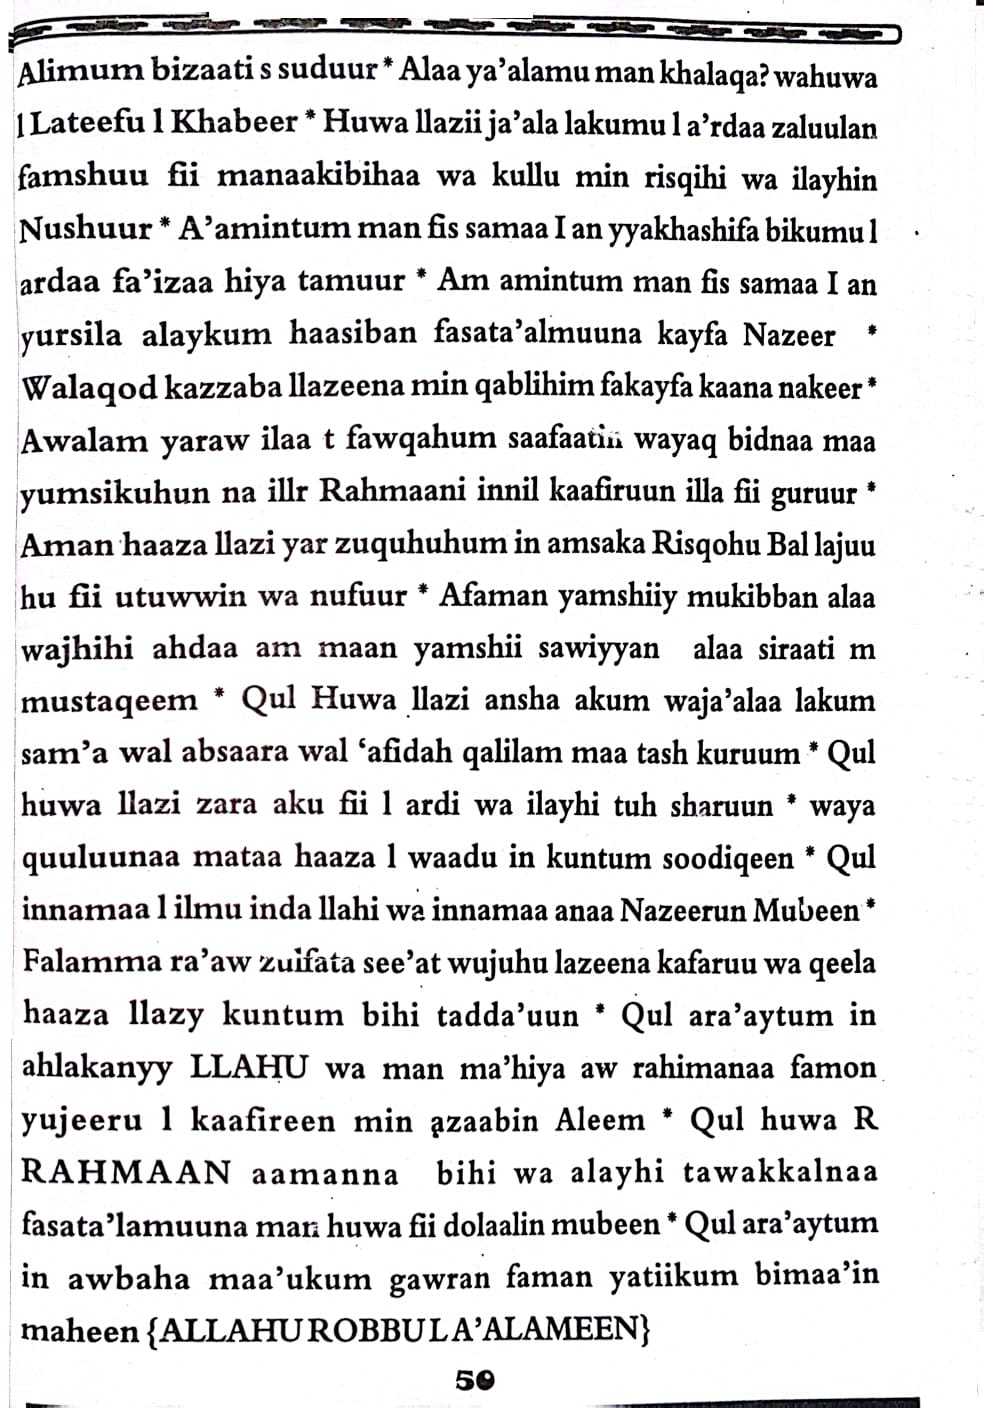 Alimum bizaati s suduur * Alaa ya’alamu man khalaqa? wahuwa
l Lateefu l Khabeer * Huwa llazii ja’ala lakumu l a’rdaa zaluulan
famshuu fii manaakibihaa wa kullu min risqihi wa ilayhin
Nushuur * A’amintum man fis samaa I an yyakhashifa bikumu l
ardaa fa’izaa hiya tamuur * Am amintum man fis samaa I an
yursila alaykum haasiban fasata’almuuna kayfa Nazeer *
Walaqod kazzaba llazeena min qablihim fakayfa kaana nakeer *
Awalam yaraw ilaa t fawqahum saafaatin wayaq bidnaa maa
yumsikuhun na illr Rahmaani innil kaafiruun illa fii guruur *
Aman haaza llazi yar zuquhuhum in amsaka Risqohu Bal lajuu
hu fii utuwwin wa nufuur * Afaman yamshiiy mukibban alaa
wajhihi ahdaa am maan yamshii sawiyyan alaa siraati m
mustaqeem * Qul Huwa llazi ansha akum waja’alaa lakum
sam’a wal absaara wal ‘afidah qalilam maa tash kuruum * Qul
huwa llazi zara aku fii l ardi wa ilayhi tuh sharuun * waya
quuluunaa mataa haaza l waadu in kuntum soodiqeen * Qul
innamaa l ilmu inda llahi wa innamaa anaa Nazeerun Mubeen *
Falamma ra’aw zulfata see’at wujuhu lazeena kafaruu wa qeela
haaza llazy kuntum bihi tadda’uun * Qul ara’aytum in
ahlakanyy LLAHU wa man ma’hiya aw rahimanaa famon
yujeeru l kaafireen min azaabin Aleem * Qul huwa R
RAHMAAN aamanna bihi wa alayhi tawakkalnaa
fasata’lamuuna man huwa fii dolaalin mubeen * Qul ara’aytum
in awbaha maa’ukum gawran faman yatiikum bimaa’in
maheen {ALLAHU ROBBUL A’ALAMEEN}
50